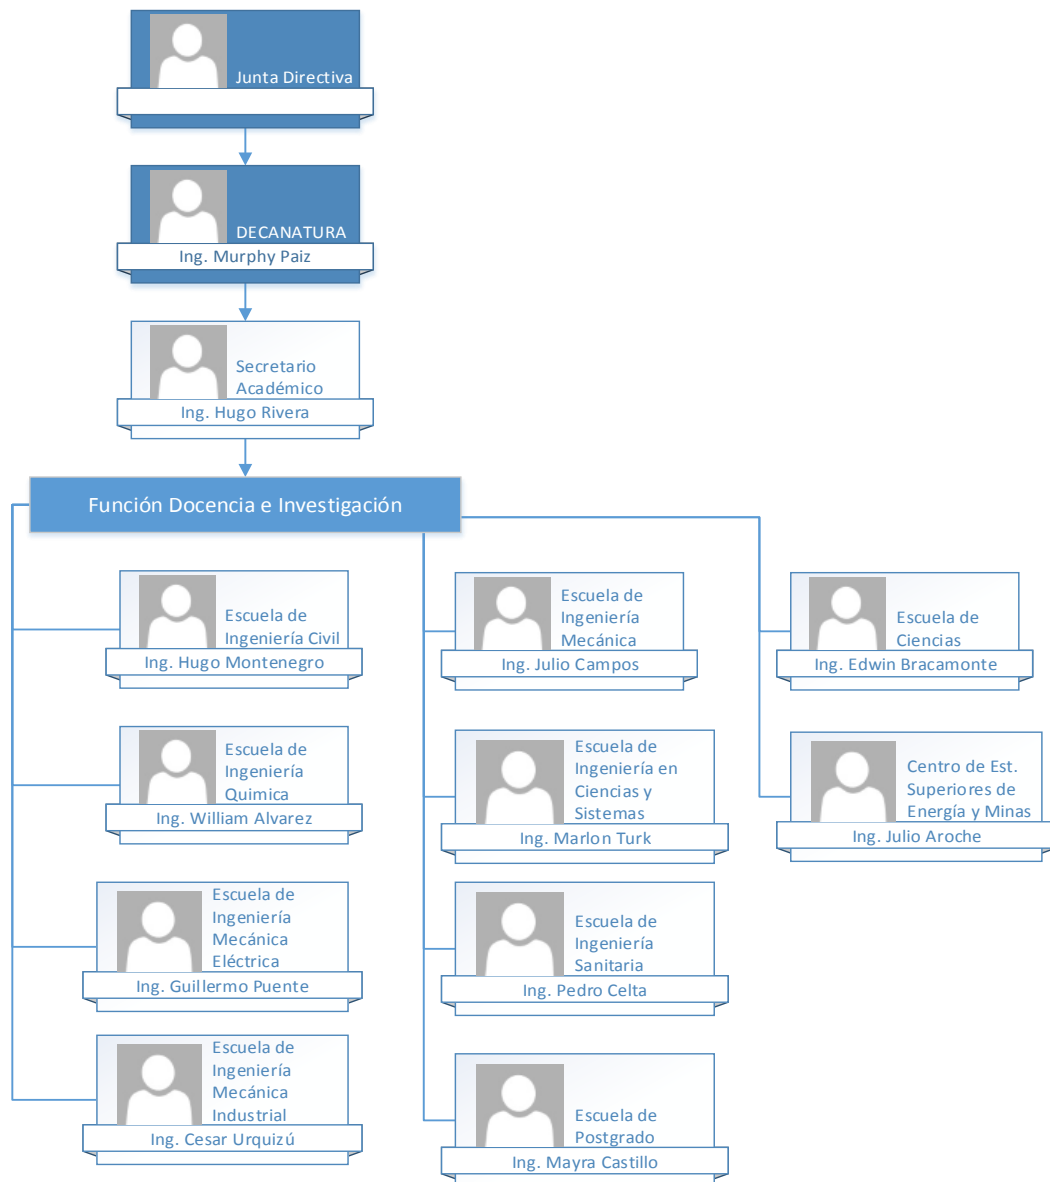 Junta Directiva
DECANATURA
Ing. Murphy Paiz
Secretario
Académico
Ing. Hugo Rivera
Función Docencia e Investigación
Escuela de
Ingeniería Civil
Ing. Hugo Montenegro
Escuela de
Ingeniería
Quimica
Ing. William Alvarez
Escuela de
Ingeniería
Mecánica
Eléctrica
Ing. Guillermo Puente
Escuela de
Ingeniería
Mecánica
Industrial
Ing. Cesar Urquizú
Escuela de
Ingeniería
Mecánica
Ing. Julio Campos
Escuela de
Ingeniería en
Ciencias y
Sistemas
Ing. Marlon Turk
Escuela de
Ingeniería
Sanitaria
Ing. Pedro Celta
Escuela de
Postgrado
Ing. Mayra Castillo
Escuela de
Ciencias
Ing. Edwin Bracamonte
Centro de Est.
Superiores de
Energía y Minas
Ing. Julio Aroche